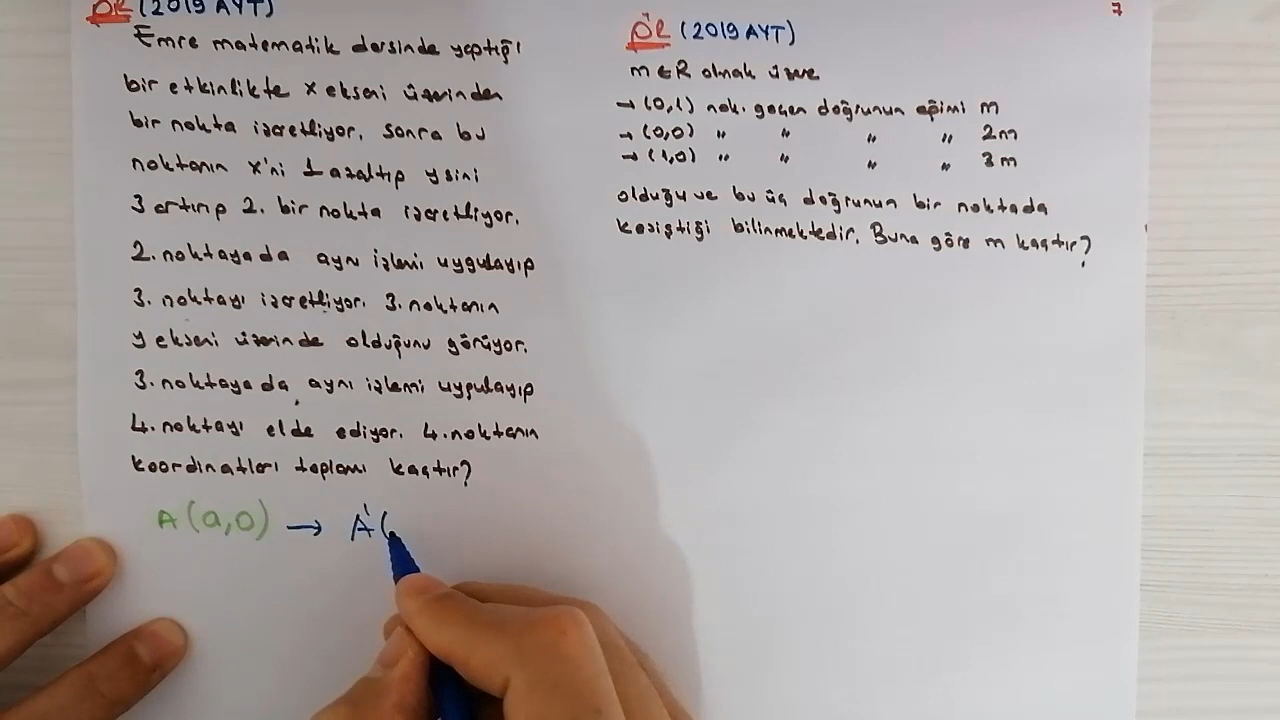 ÖR (2019 AYT)
Emre matematik dersinde yaptığı
bir etkinlikte x ekseni üzerinden
bir nokta işaretliyor. sonra bu
noktanın x'ni 1 azaltıp ysini
3 artırıp 2. bir nokta işaretliyor.
2. noktaya da aynı işlemi uygulayıp
3. noktayı işaretliyor. 3. noktanın
y ekseni üzerinde olduğunu görüyor.
3. noktaya da aynı işlemi uygulayıp
4. noktayı elde ediyor. 4. noktanın
koordinatları toplamı kaçtır?
A(a,0) → A'(
7
ÖR (2019 AYT)
m∈R olmak üzere
→ (0,1) nok. geçen doğrunun eğimi m
→ (0,0) " " " " 2m
→ (1,0) " " " " 3m
olduğu ve bu üç doğrunun bir noktada
kesiştiği bilinmektedir. Buna göre m kaçtır?